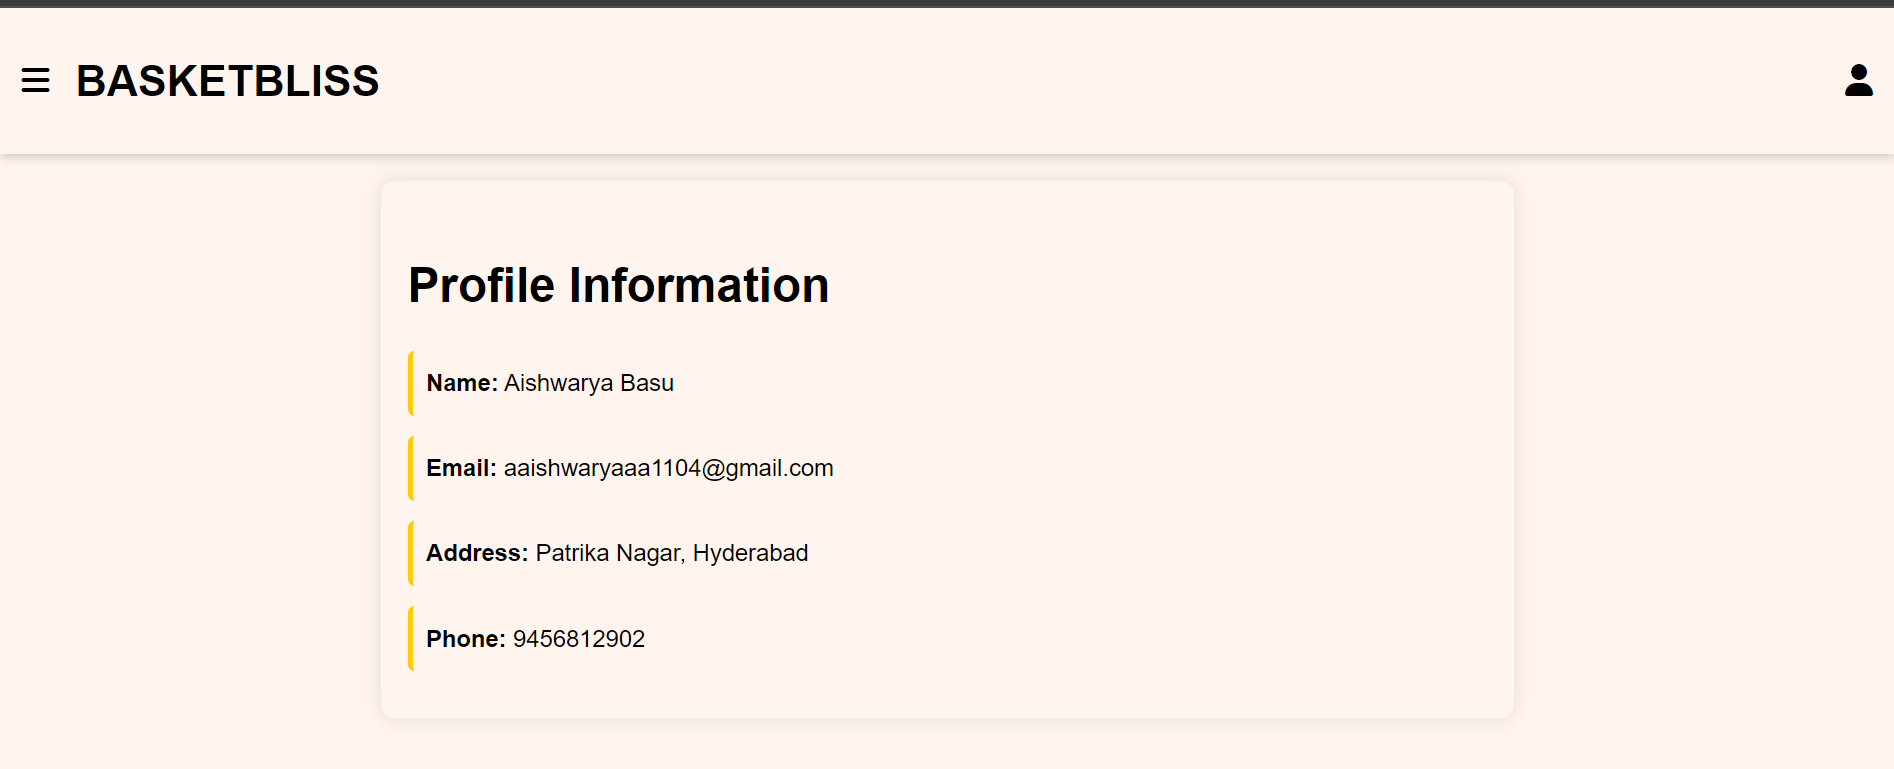 BASKETBLISS
Profile Information
Name: Aishwarya Basu
Email: aaishwaryaaa1104@gmail.com
Address: Patrika Nagar, Hyderabad
Phone: 9456812902